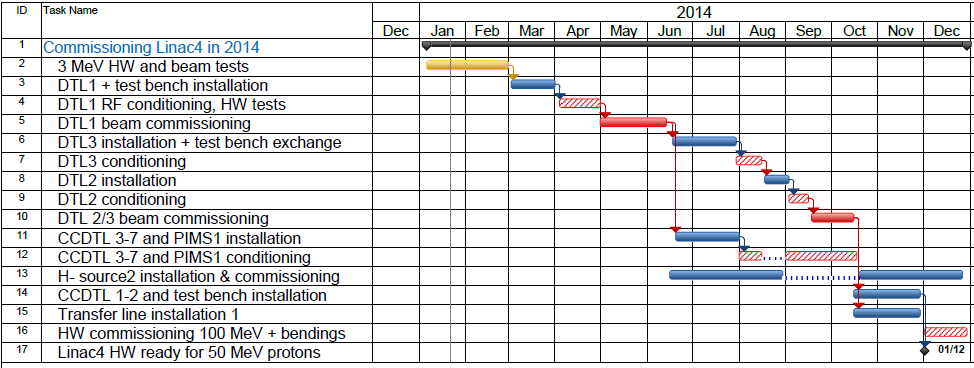 ID Task Name 2014
Dec Jan Feb Mar Apr May Jun Jul Aug Sep Oct Nov Dec
1 Commissioning Linac4 in 2014
2 3 MeV HW and beam tests
3 DTL1 + test bench installation
4 DTL1 RF conditioning, HW tests
5 DTL1 beam commissioning
6 DTL3 installation + test bench exchange
7 DTL3 conditioning
8 DTL2 installation
9 DTL2 conditioning
10 DTL 2/3 beam commissioning
11 CCDTL 3-7 and PIMS1 installation
12 CCDTL 3-7 and PIMS1 conditioning
13 H- source2 installation & commissioning
14 CCDTL 1-2 and test bench installation
15 Transfer line installation 1
16 HW commissioning 100 MeV + bendings
17 Linac4 HW ready for 50 MeV protons 01/12